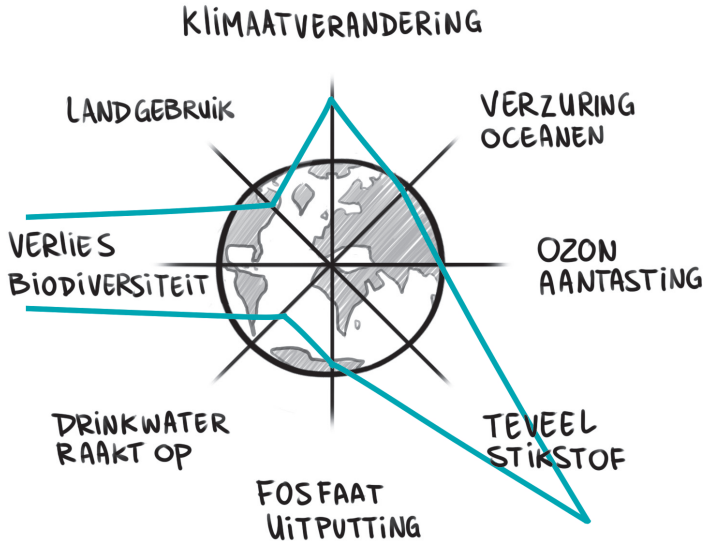 KLIMAATVERANDERING
LANDGEBRUIK
VERZURING
OCEANEN
VERLIES
BIODIVERSITEIT
OZON
AANTASTING
DRINKWATER
RAAKT OP
TEVEEL
STIKSTOF
FOSFAAT
UITPUTTING